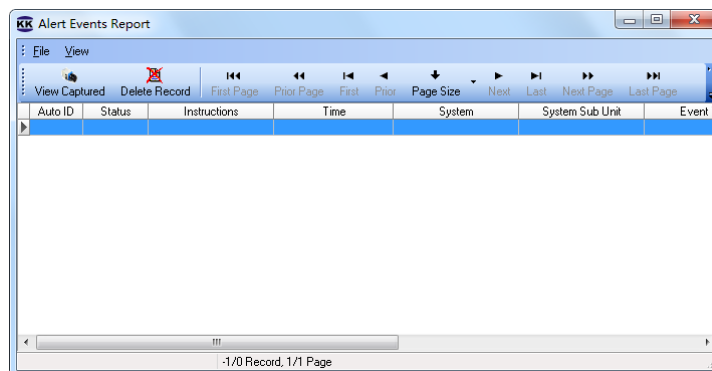 KK Alert Events Report
File View
View Captured Delete Record First Page Prior Page First Prior Page Size Next Last Next Page Last Page
Auto ID Status Instructions Time System System Sub Unit Event
-1/0 Record, 1/1 Page